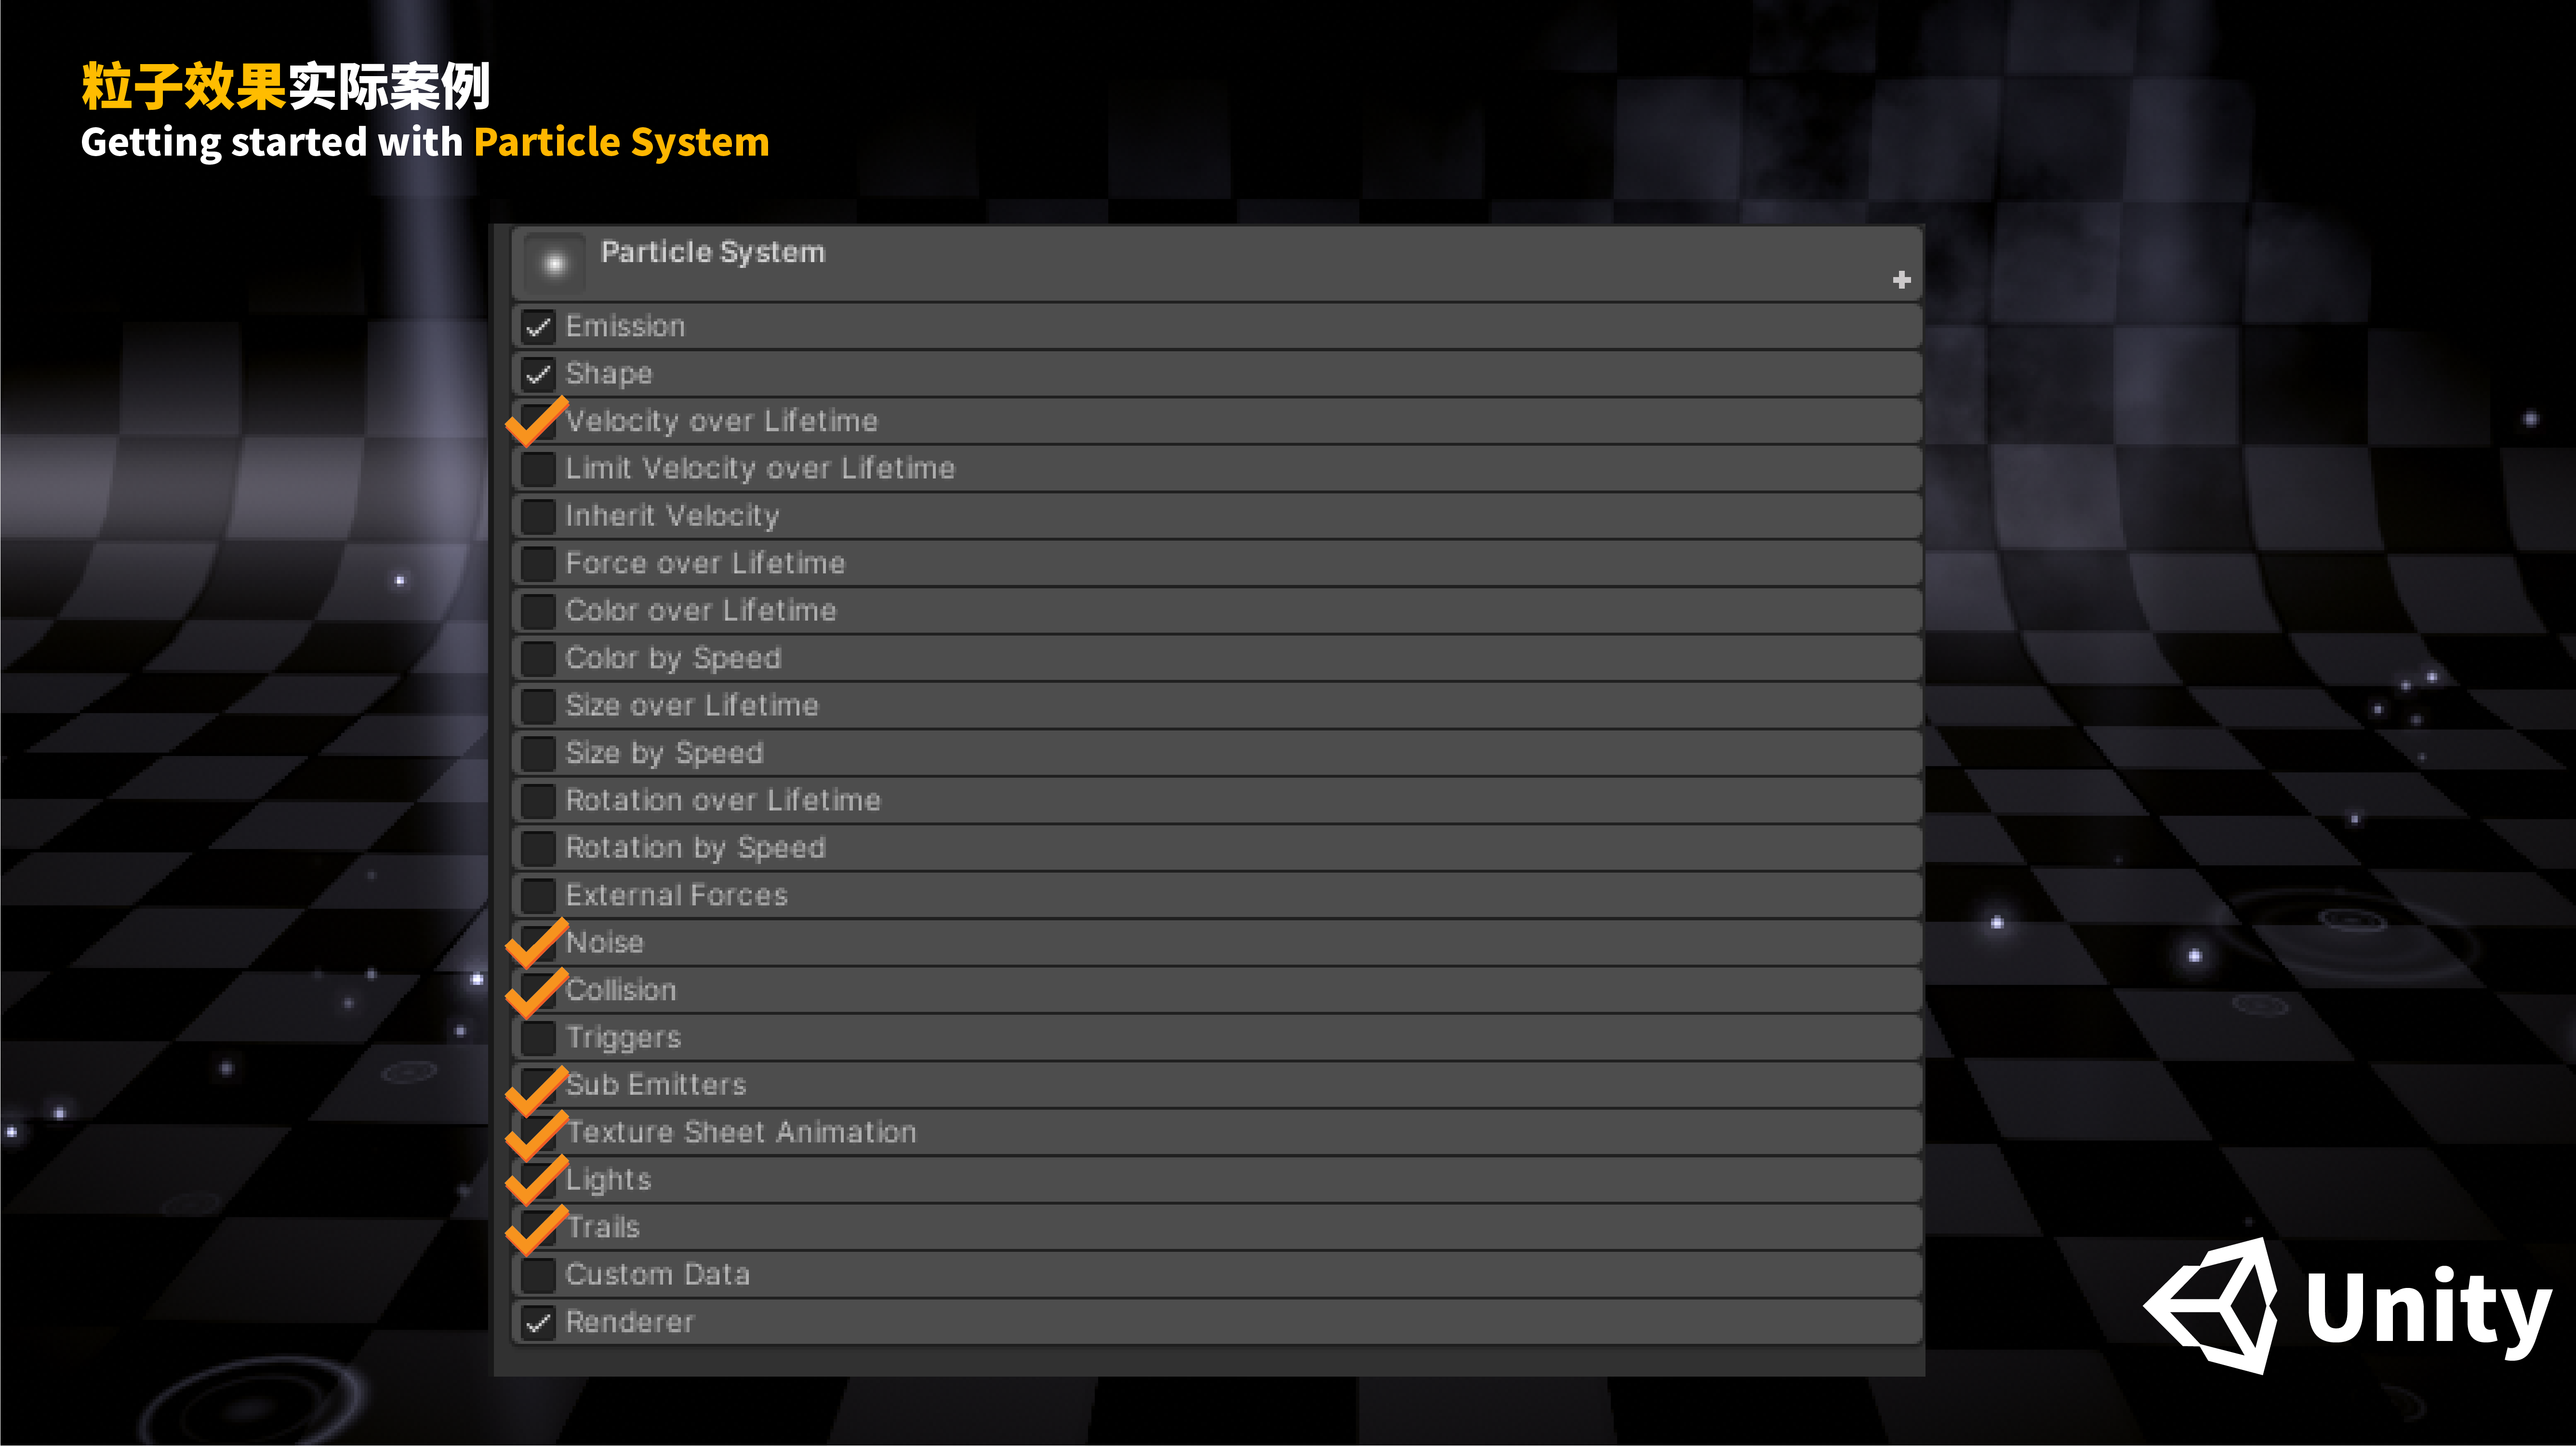 粒子效果实际案例
Getting started with Particle System
Particle System
Emission
Shape
Velocity over Lifetime
Limit Velocity over Lifetime
Inherit Velocity
Force over Lifetime
Color over Lifetime
Color by Speed
Size over Lifetime
Size by Speed
Rotation over Lifetime
Rotation by Speed
External Forces
Noise
Collision
Triggers
Sub Emitters
Texture Sheet Animation
Lights
Trails
Custom Data
Renderer
Unity